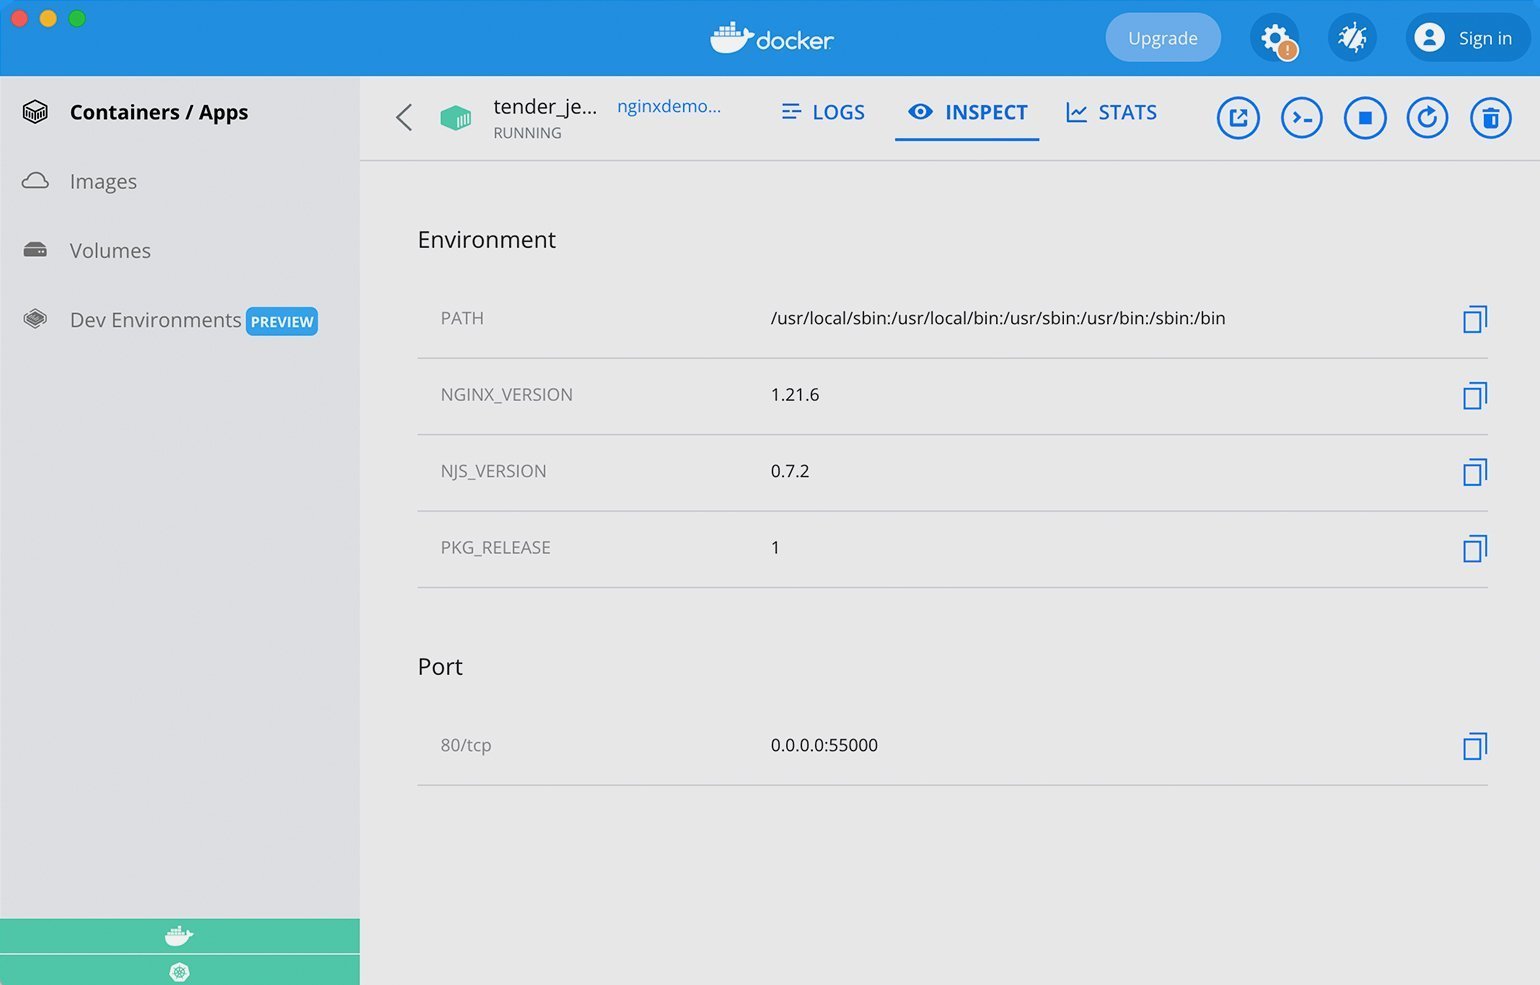 docker
Upgrade
Sign in
Containers / Apps
Images
Volumes
Dev Environments PREVIEW
tender_je... nginxdemo...
RUNNING
LOGS
INSPECT
STATS
Environment
PATH /usr/local/sbin:/usr/local/bin:/usr/sbin:/usr/bin:/sbin:/bin
NGINX_VERSION 1.21.6
NJS_VERSION 0.7.2
PKG_RELEASE 1
Port
80/tcp 0.0.0.0:55000